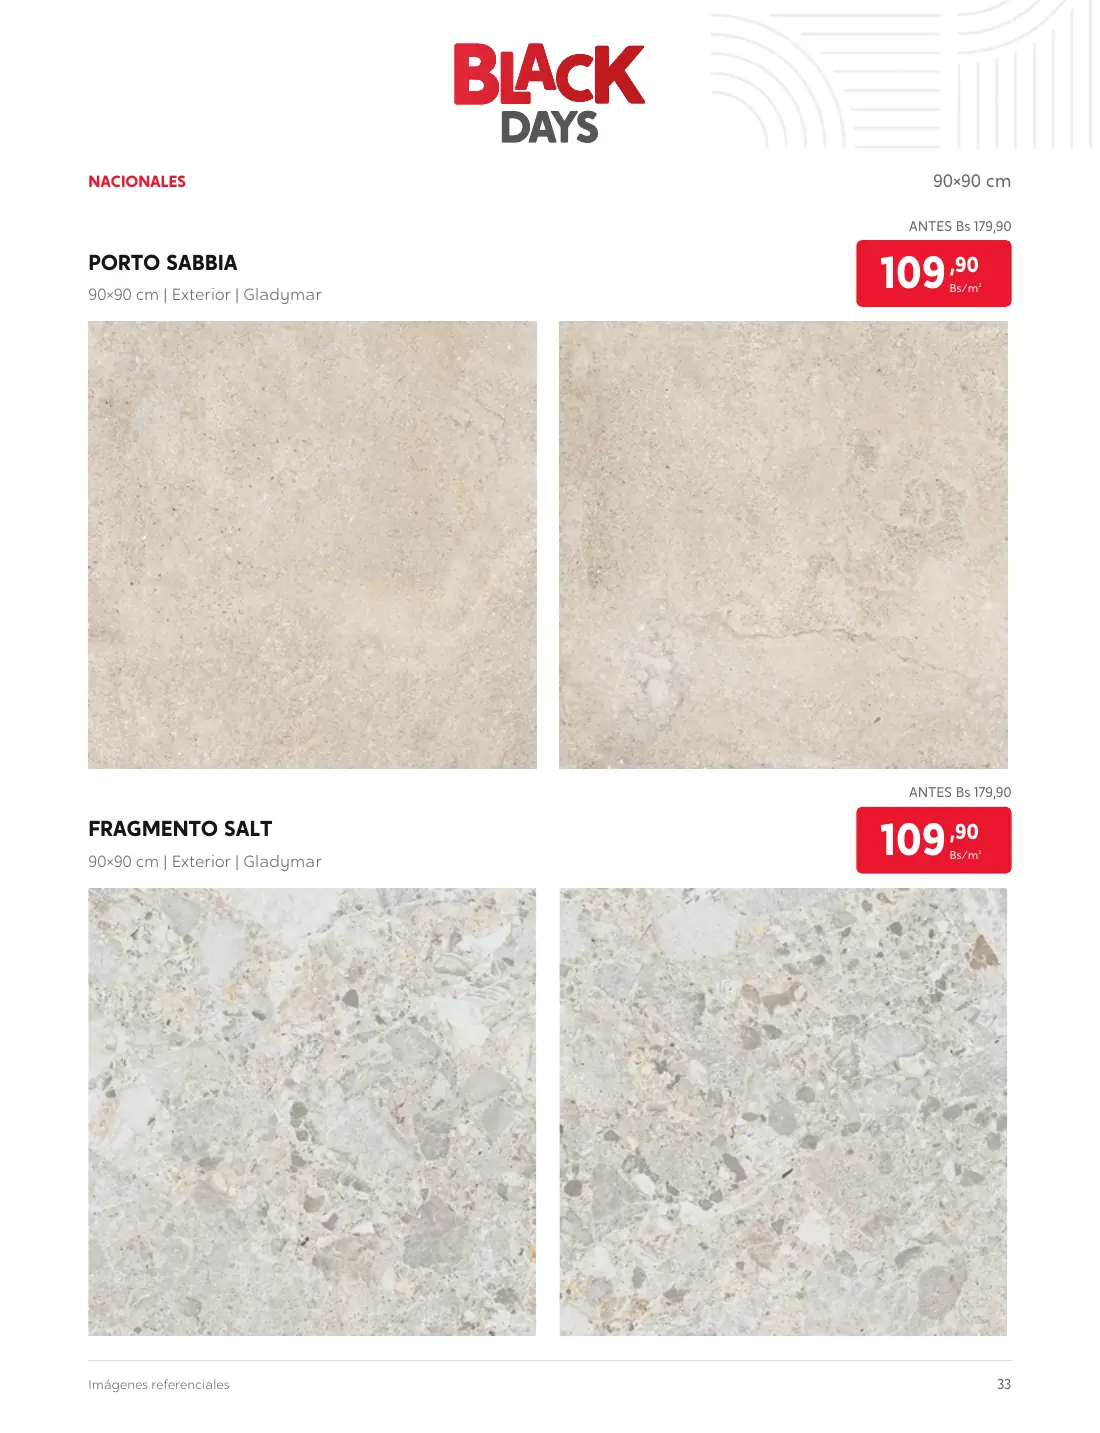 BLACK
DAYS
NACIONALES
90×90 cm
ANTES Bs 179,90
PORTO SABBIA
109,90
Bs/m²
90×90 cm | Exterior | Gladymar
ANTES Bs 179,90
FRAGMENTO SALT
109,90
Bs/m²
90×90 cm | Exterior | Gladymar
Imágenes referenciales
33